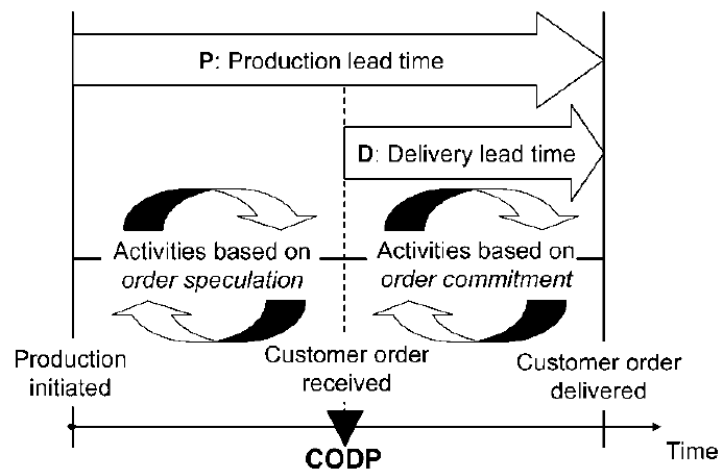 P: Production lead time
D: Delivery lead time
Activities based on
order speculation
Activities based on
order commitment
Production
initiated
Customer order
received
Customer order
delivered
CODP
Time